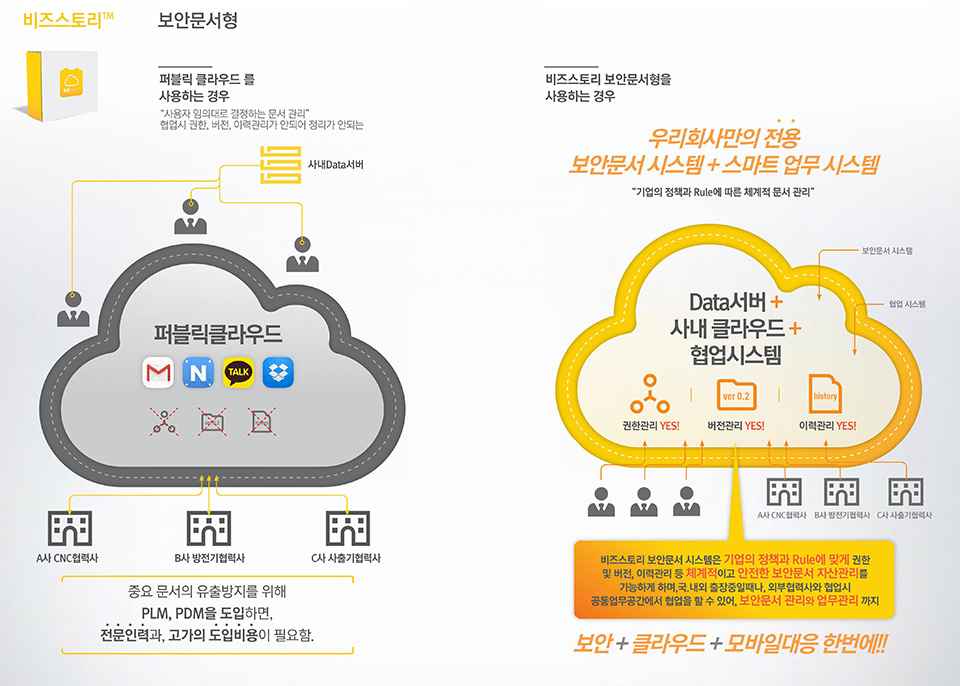 비즈스토리™ 보안문서형
퍼블릭 클라우드 를
사용하는 경우
"사용자 임의대로 결정하는 문서 관리"
협업시 권한, 버전, 이력관리가 안되어 정리가 안되는
사내Data서버
퍼블릭클라우드
N
TALK
A사 CNC협력사
B사 방전기협력사
C사 사출기협력사
중요 문서의 유출방지를 위해
PLM, PDM을 도입하면,
전문인력과, 고가의 도입비용이 필요함.
비즈스토리 보안문서형을
사용하는 경우
우리회사만의 전용
보안문서 시스템 + 스마트 업무 시스템
"기업의 정책과 Rule에 따른 체계적 문서 관리"
보안문서 시스템
협업 시스템
Data서버 +
사내 클라우드 +
협업시스템
ver 0.2
history
권한관리 YES!
버전관리 YES!
이력관리 YES!
A사 CNC협력사
B사 방전기협력사
C사 사출기협력사
비즈스토리 보안문서 시스템은 기업의 정책과 Rule에 맞게 권한
및 버전, 이력관리 등 체계적이고 안전한 보안문서 자산관리를
가능하게 하며,국,내외 출장중일때나, 외부협력사와 협업시
공통업무공간에서 협업을 할 수 있어, 보안문서 관리와 업무관리 까지
보안 + 클라우드 + 모바일대응 한번에!!